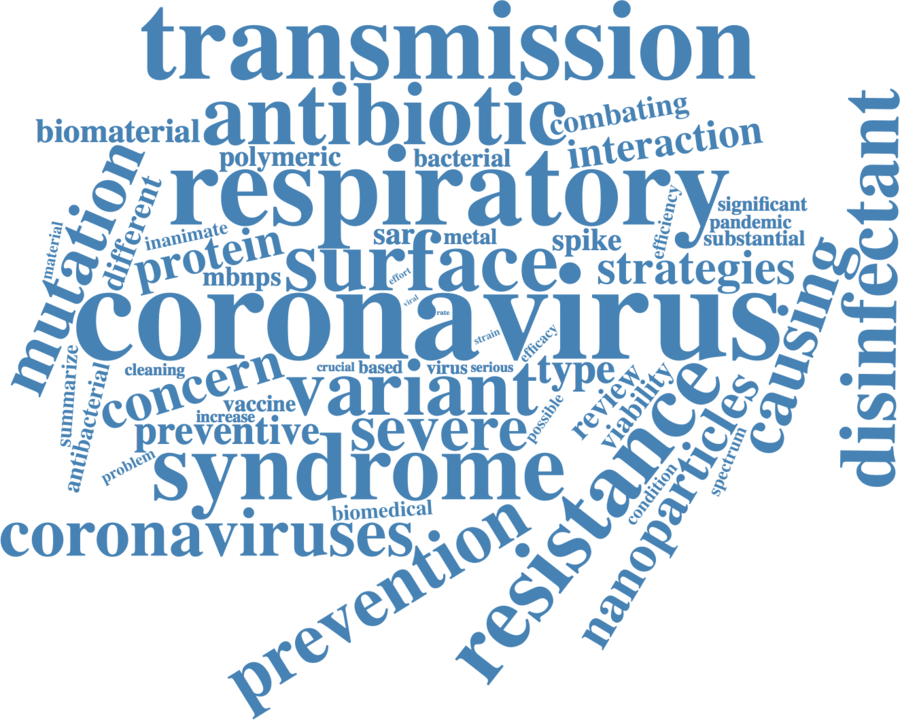 transmission
antibiotic
combating
biomaterial
interaction
polymeric
bacterial
respiratory
disinfectant
mutation
different
material
inanimate
protein
mbnps
sar
metal
spike
efficiency
significant
pandemic
substantial
surface
strategies
effort
viral
rate
coronavirus
strain
efficacy
causing
cleaning
crucial
based
virus
serious
type
concern
variant
vaccine
increase
preventive
severe
possible
review
viability
summarize
antibacterial
problem
syndrome
biomedical
coronaviruses
prevention
resistance
condition
nanoparticles
spectrum